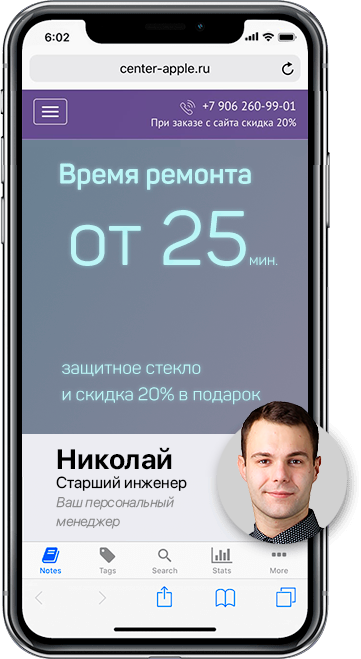 6:02
center-apple.ru
+7 906 260-99-01
При заказе с сайта скидка 20%
Время ремонта
от 25 мин.
защитное стекло
и скидка 20% в подарок
Николай
Старший инженер
Ваш персональный
менеджер
Notes Tags Search Stats More